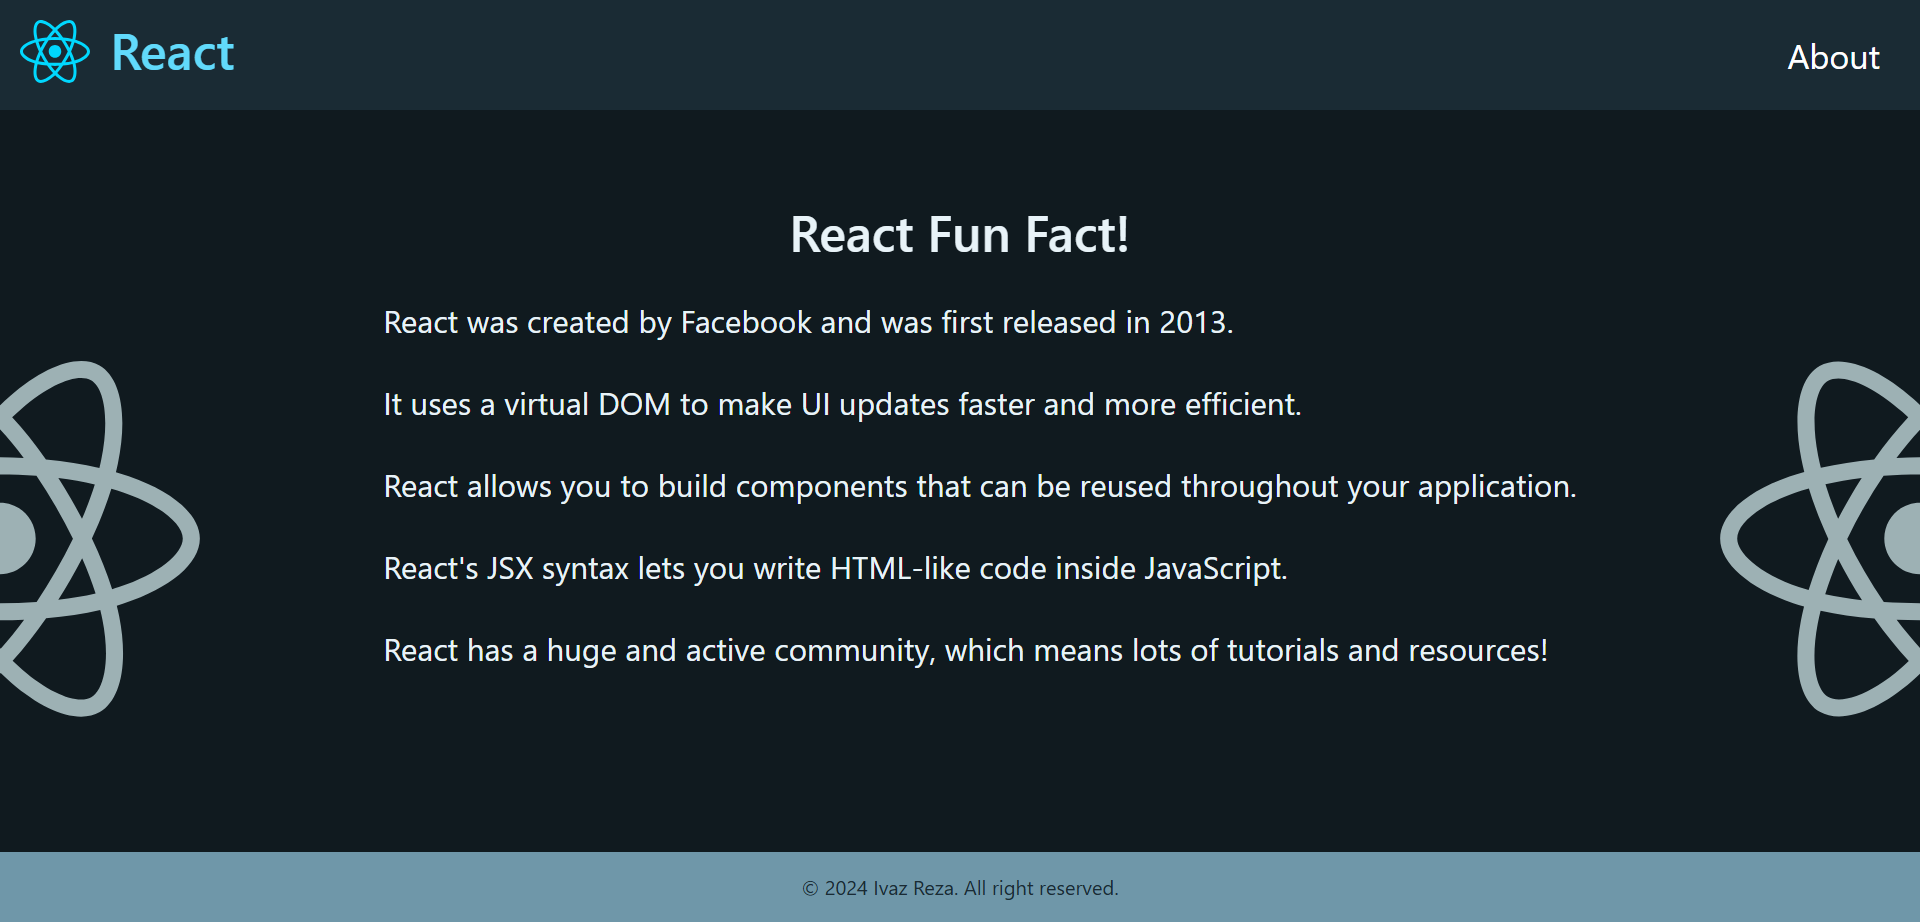 React
About
React Fun Fact!
React was created by Facebook and was first released in 2013.
It uses a virtual DOM to make UI updates faster and more efficient.
React allows you to build components that can be reused throughout your application.
React's JSX syntax lets you write HTML-like code inside JavaScript.
React has a huge and active community, which means lots of tutorials and resources!
© 2024 Ivaz Reza. All right reserved.